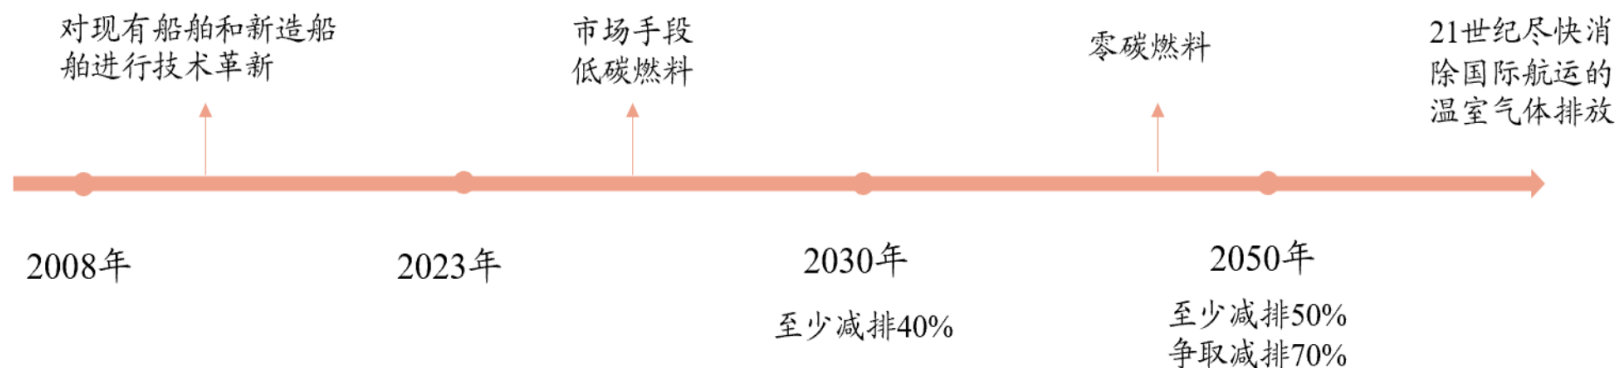 对现有船舶和新造船
舶进行技术革新
市场手段
低碳燃料
零碳燃料
21世纪尽快消
除国际航运的
温室气体排放
2008年
2023年
2030年
2050年
至少减排40%
至少减排50%
争取减排70%